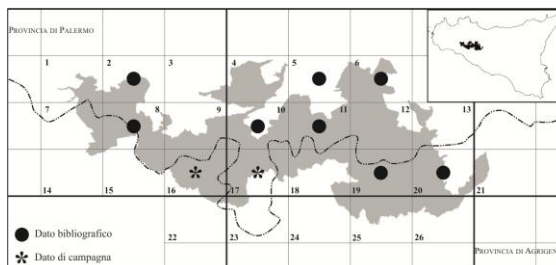 PROVINCIA DI PALERMO
1 2 3 4 5 6
7 8 9 10 11 12 13
14 15 16 17 18 19 20 21
22 23 24 25 26
Dato bibliografico
Dato di campagna
PROVINCIA DI AGRIGEN